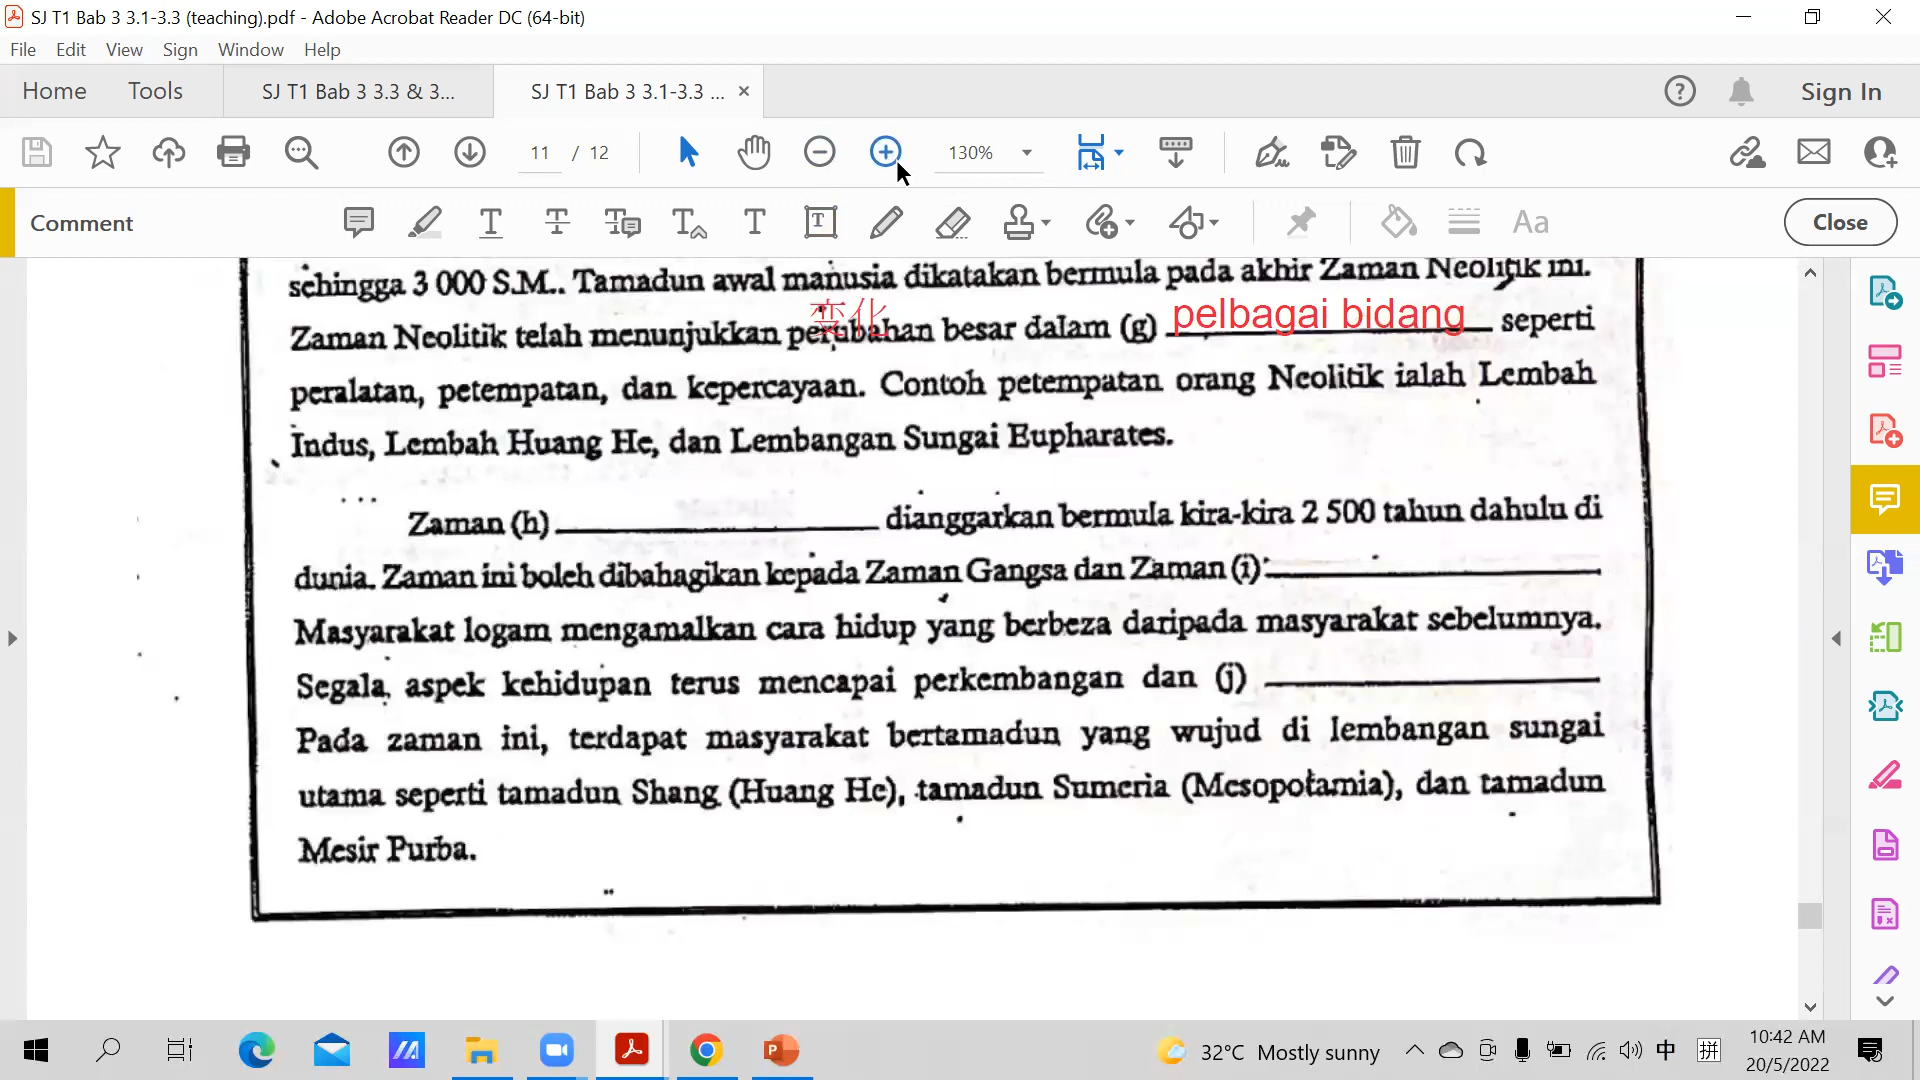 SJ T1 Bab 3 3.1-3.3 (teaching).pdf - Adobe Acrobat Reader DC (64-bit)
File Edit View Sign Window Help
Home Tools SJ T1 Bab 3 3.3 & 3... SJ T1 Bab 3 3.1-3.3 ... × Sign In
11 / 12 130%
Comment Aa Close
sehingga 3 000 S.M.. Tamadun awal manusia dikatakan bermula pada akhir Zaman Neolitik ini.
变化 pelbagai bidang
Zaman Neolitik telah menunjukkan perubahan besar dalam (g) ________ seperti
peralatan, petempatan, dan kepercayaan. Contoh petempatan orang Neolitik ialah Lembah
Indus, Lembah Huang He, dan Lembangan Sungai Eupharates.
Zaman (h) ________ dianggarkan bermula kira-kira 2 500 tahun dahulu di
dunia. Zaman ini boleh dibahagikan kepada Zaman Gangsa dan Zaman (i) ________
Masyarakat logam mengamalkan cara hidup yang berbeza daripada masyarakat sebelumnya.
Segala aspek kehidupan terus mencapai perkembangan dan (j) ________
Pada zaman ini, terdapat masyarakat bertamadun yang wujud di lembangan sungai
utama seperti tamadun Shang (Huang He), tamadun Sumeria (Mesopotamia), dan tamadun
Mesir Purba.
32°C Mostly sunny 中 拼 10:42 AM
20/5/2022